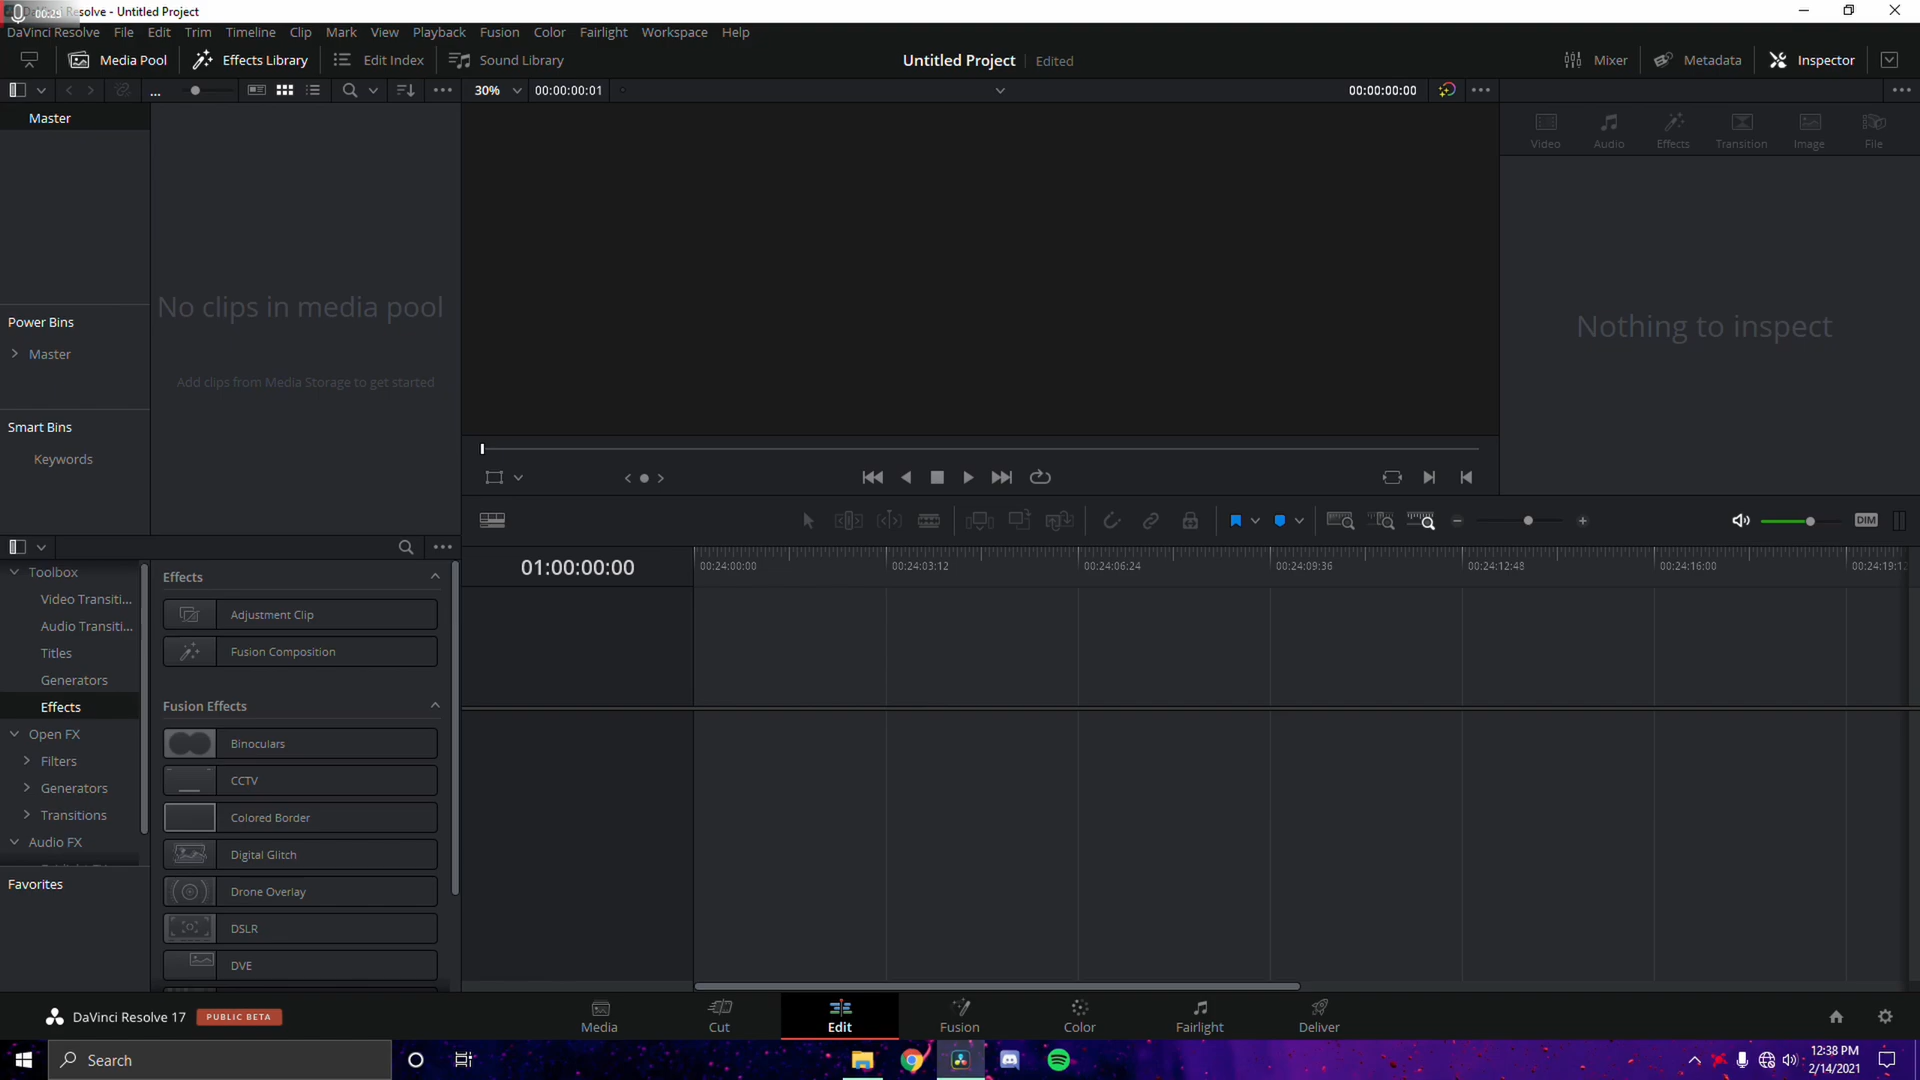 00:29
Resolve - Untitled Project
DaVinci Resolve File Edit Trim Timeline Clip Mark View Playback Fusion Color Fairlight Workspace Help
Media Pool Effects Library Edit Index Sound Library Untitled Project Edited Mixer Metadata Inspector
... 30% 00:00:00:01 00:00:00:00
Master
Video Audio Effects Transition Image File
No clips in media pool
Add clips from Media Storage to get started
Nothing to inspect
Power Bins
Master
Smart Bins
Keywords
DIM
01:00:00:00
00:24:00:00 00:24:03:12 00:24:06:24 00:24:09:36 00:24:12:48 00:24:16:00 00:24:19:1
Toolbox
Video Transiti...
Audio Transiti...
Titles
Generators
Effects
Open FX
Filters
Generators
Transitions
Audio FX
Favorites
Effects
Adjustment Clip
Fusion Composition
Fusion Effects
Binoculars
CCTV
Colored Border
Digital Glitch
Drone Overlay
DSLR
DVE
DaVinci Resolve 17 PUBLIC BETA
Media Cut Edit Fusion Color Fairlight Deliver
Search
12:38 PM
2/14/2021